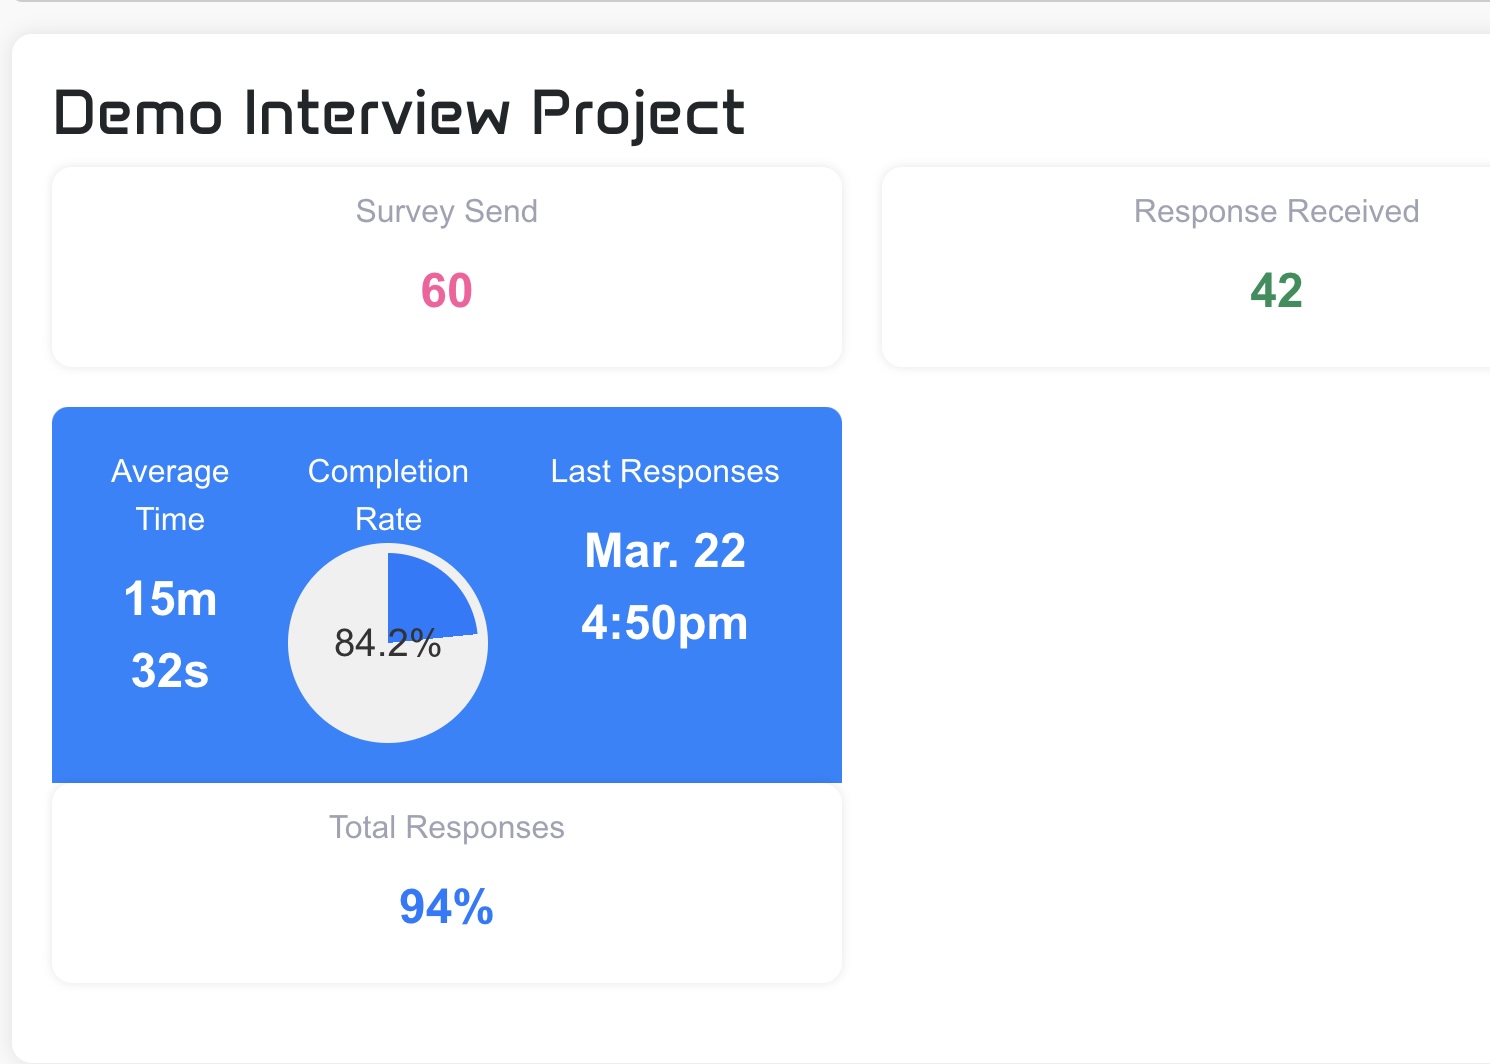 Demo Interview Project
Survey Send
60
Response Received
42
Average
Time
15m
32s
Completion
Rate
84.2%
Last Responses
Mar. 22
4:50pm
Total Responses
94%